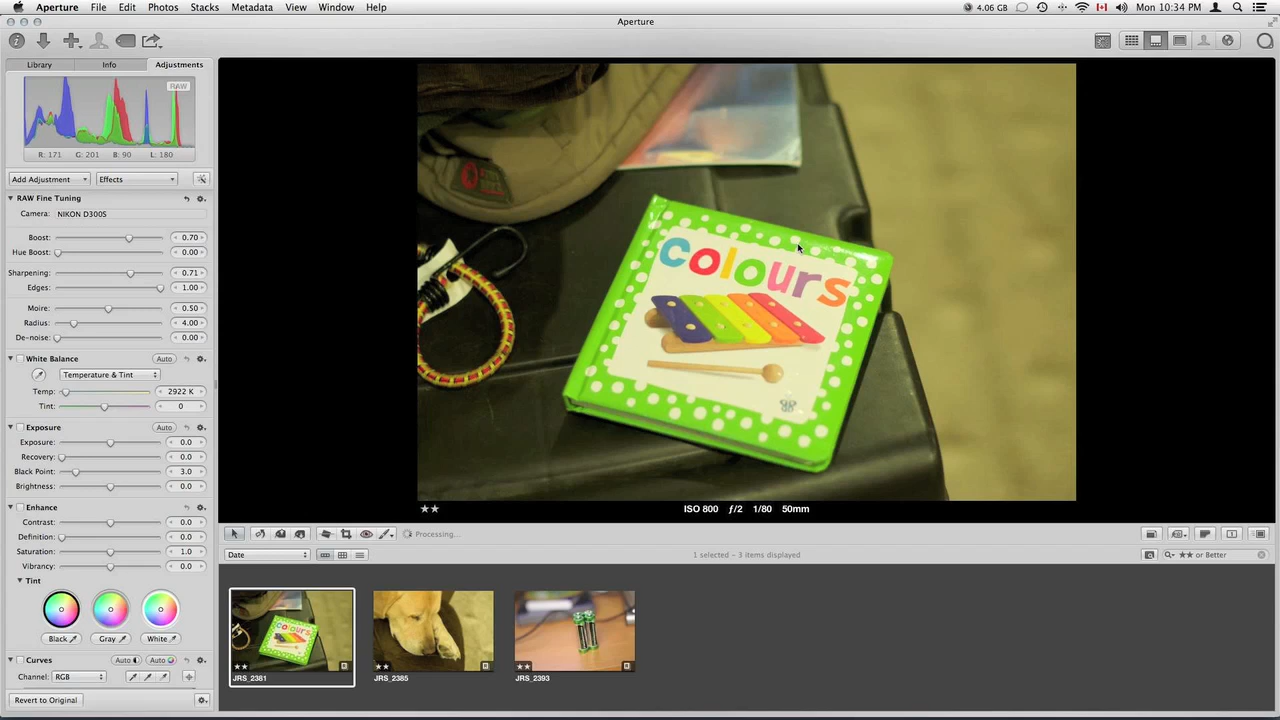 Aperture File Edit Photos Stacks Metadata Window Help 4.06 GB Mon 10:34 PM
Aperture
Library Info Adjustments
RAW
R: 171 G: 201 B: 90 L: 180
Add Adjustment Effects
RAW Fine Tuning
Camera: NIKON D300S
Boost: 0.70
Hue Boost: 0.00
Sharpening: 0.71
Edges: 1.00
Moire: 0.50
Radius: 4.00
De-noise: 0.00
White Balance Auto
Temperature & Tint
Temp: 2922 K
Tint: 0
Exposure Auto
Exposure: 0.0
Recovery: 0.0
Black Point: 3.0
Brightness: 0.0
Enhance
Contrast: 0.0
Definition: 0.0
Saturation: 1.0
Vibrancy: 0.0
Tint
Black Gray White
Curves Auto Auto
Channel: RGB
Revert to Original
colours
★★ ISO 800 ƒ/2 1/80 50mm
Processing...
Date 1 selected – 3 items displayed ★★ or Better
colours
★★ ★★ ★★
JRS_2381 JRS_2385 JRS_2393